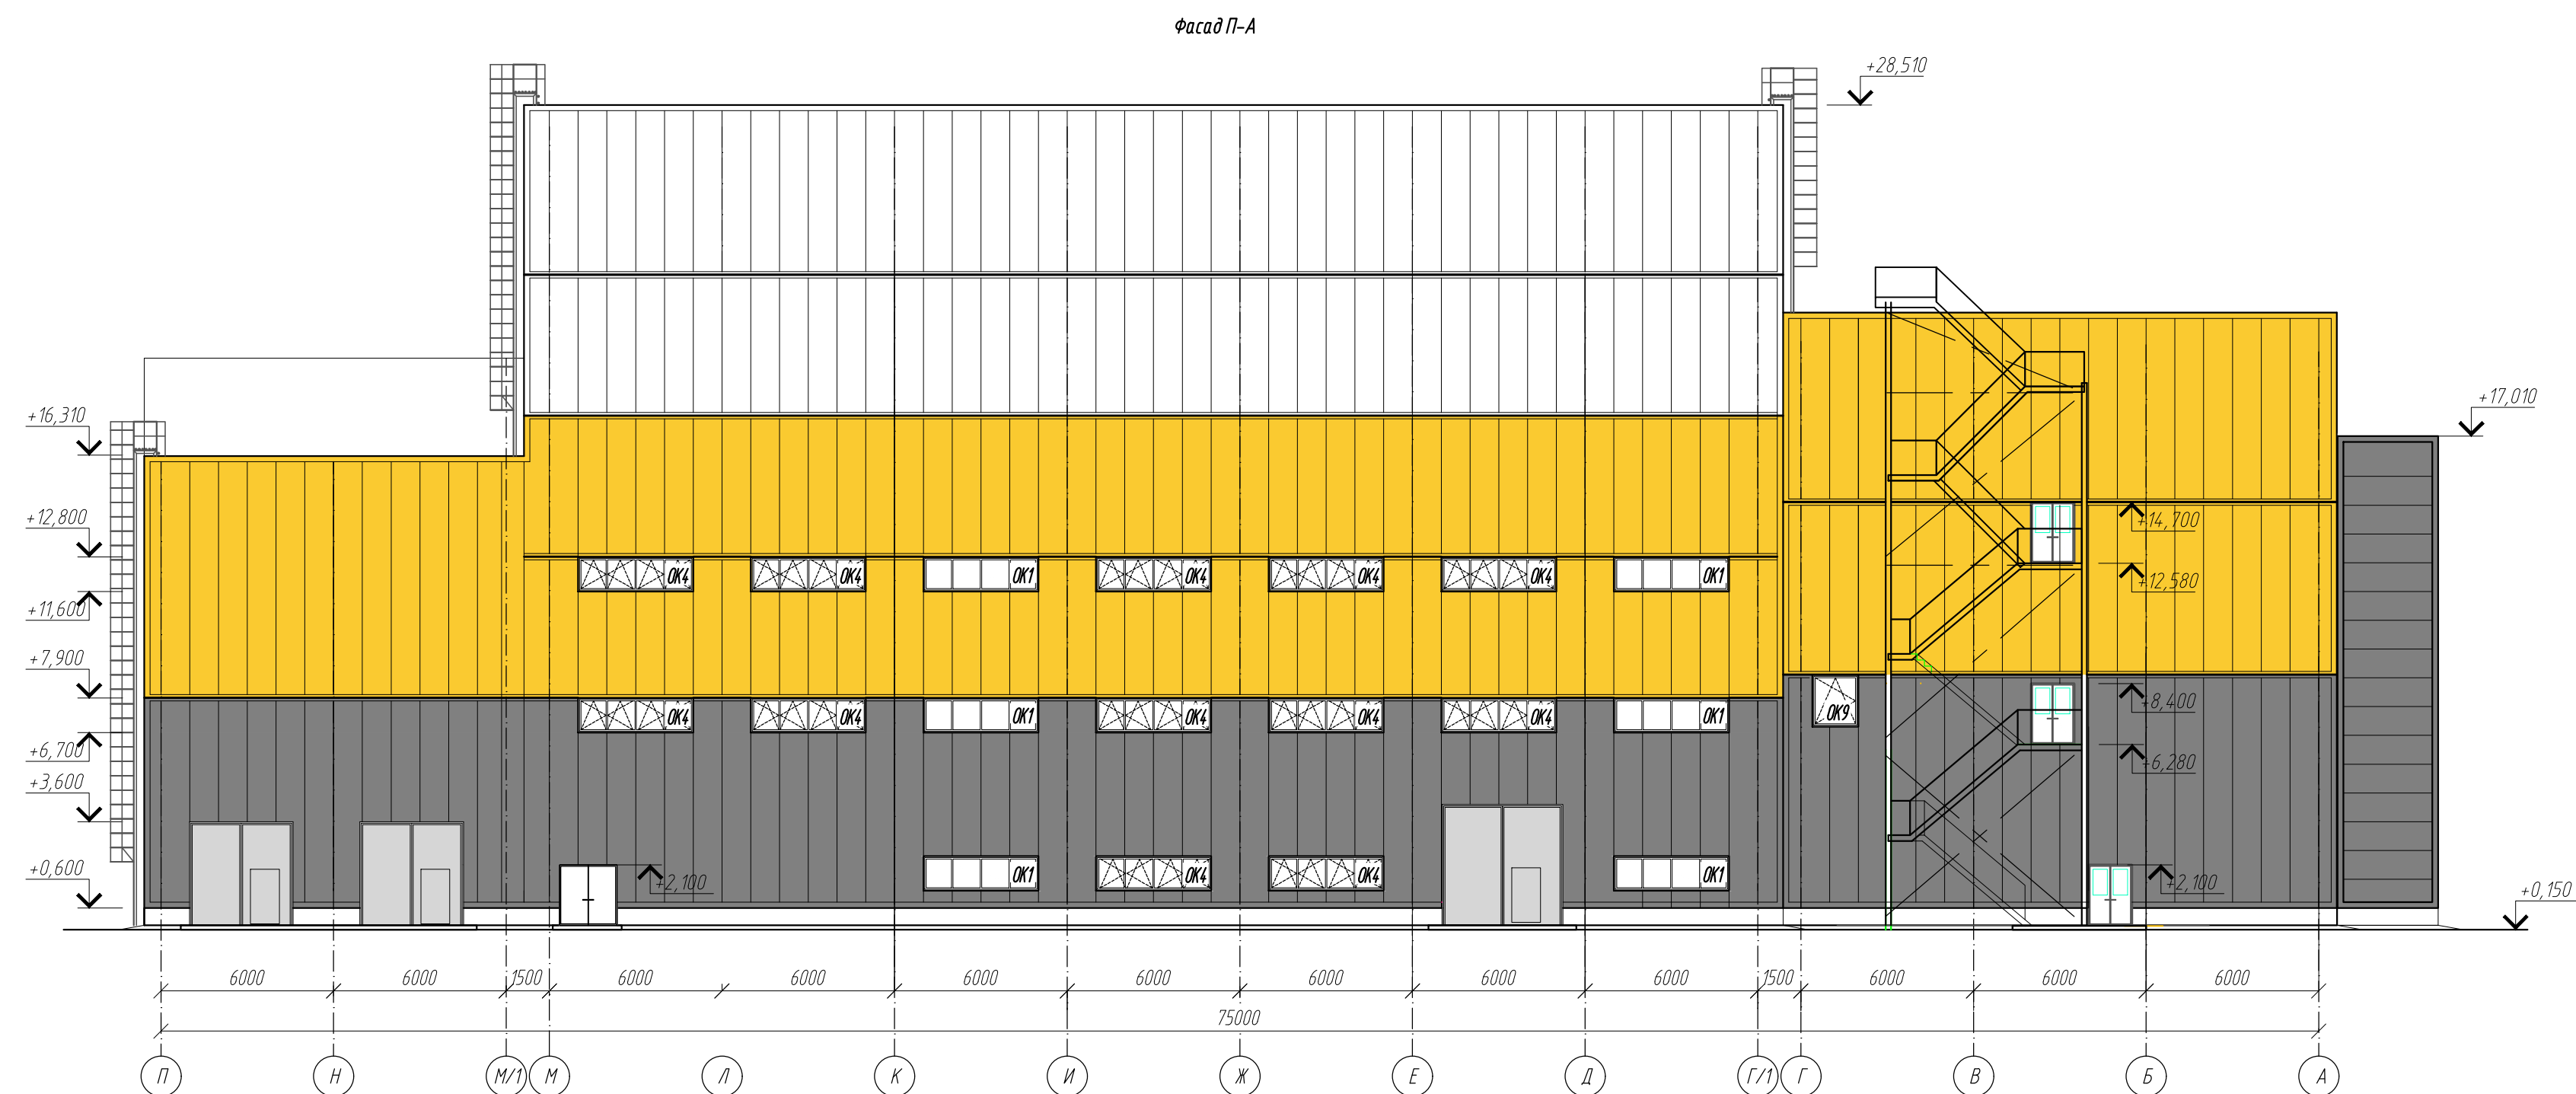 Фасад П-А
+28,510
+16,310
+17,010
+12,800
+14,700
ОК4
ОК4
ОК1
ОК4
ОК4
ОК4
ОК1
+12,580
+11,600
+7,900
+8,400
ОК4
ОК4
ОК1
ОК4
ОК4
ОК4
ОК1
ОК9
+6,700
+6,280
+3,600
+0,600
ОК1
ОК4
ОК4
ОК1
+2,100
+2,100
+0,150
6000 6000 1500 6000 6000 6000 6000 6000 6000 6000 1500 6000 6000 6000
75000
П Н М/1 М Л К И Ж Е Д Г/1 Г В Б А